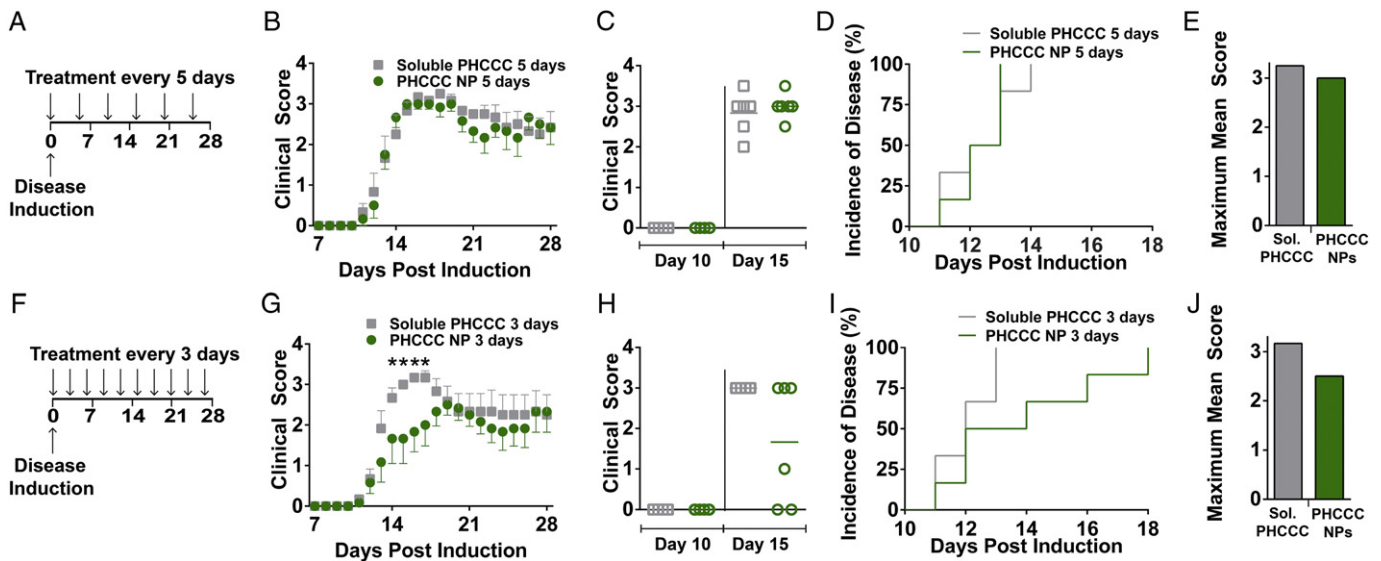 A
Treatment every 5 days
0 7 14 21 28
Disease
Induction
B
Soluble PHCCC 5 days
PHCCC NP 5 days
Clinical Score
4
3
2
1
0
7 14 21 28
Days Post Induction
C
Clinical Score
4
3
2
1
0
Day 10 Day 15
D
Soluble PHCCC 5 days
PHCCC NP 5 days
Incidence of Disease (%)
100
75
50
25
0
10 12 14 16 18
Days Post Induction
E
Maximum Mean Score
3
2
1
0
Sol. PHCCC
PHCCC NPs
F
Treatment every 3 days
0 7 14 21 28
Disease
Induction
G
Soluble PHCCC 3 days
PHCCC NP 3 days
****
Clinical Score
4
3
2
1
0
7 14 21 28
Days Post Induction
H
Clinical Score
4
3
2
1
0
Day 10 Day 15
I
Soluble PHCCC 3 days
PHCCC NP 3 days
Incidence of Disease (%)
100
75
50
25
0
10 12 14 16 18
Days Post Induction
J
Maximum Mean Score
3
2
1
0
Sol. PHCCC
PHCCC NPs